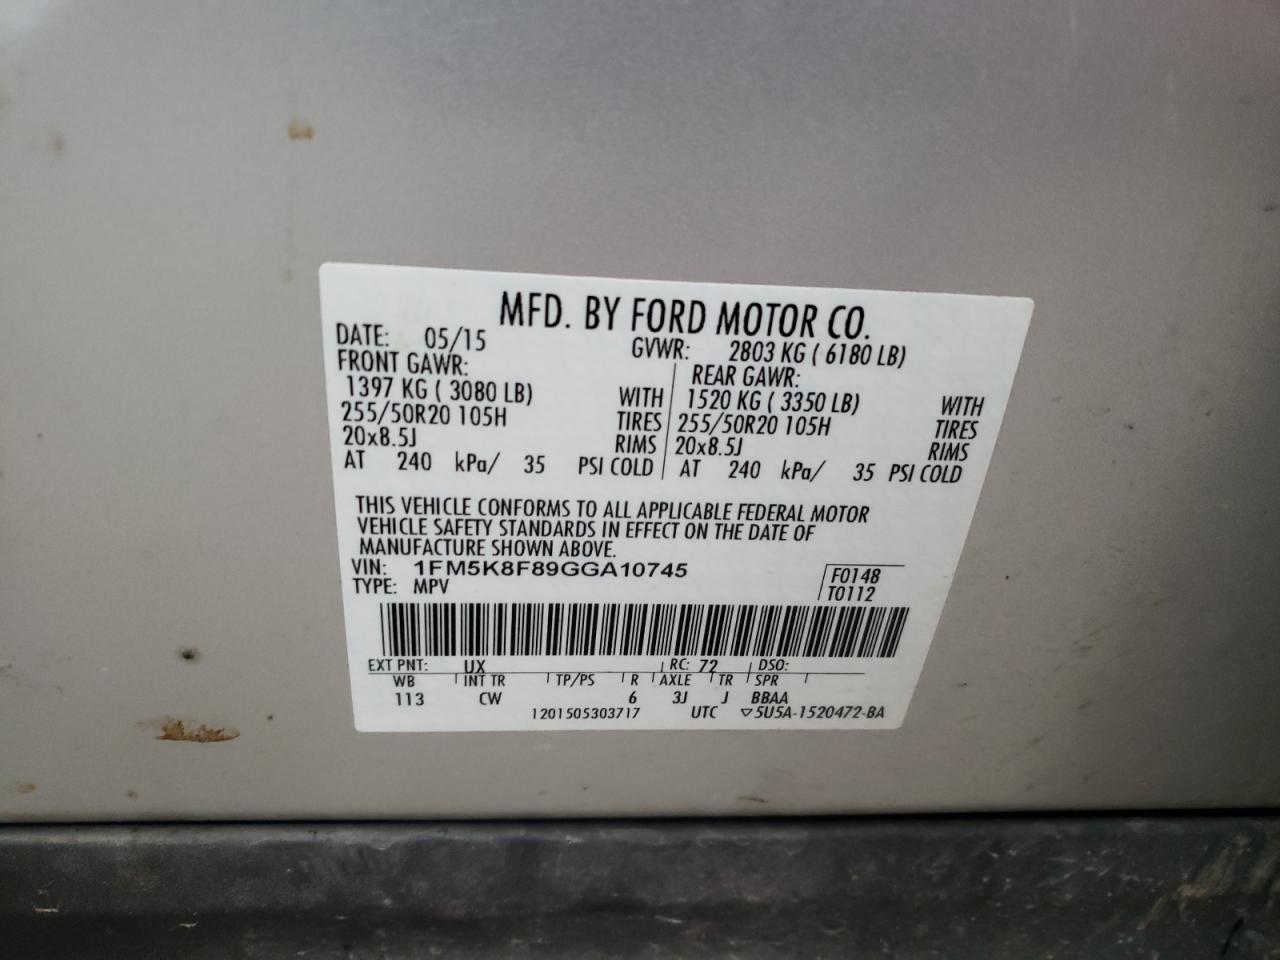 MFD. BY FORD MOTOR CO.
DATE: 05/15 GVWR: 2803 KG ( 6180 LB)
FRONT GAWR: REAR GAWR:
1397 KG ( 3080 LB) WITH 1520 KG ( 3350 LB) WITH
255/50R20 105H TIRES 255/50R20 105H TIRES
20x8.5J RIMS 20x8.5J RIMS
AT 240 kPa/ 35 PSI COLD AT 240 kPa/ 35 PSI COLD
THIS VEHICLE CONFORMS TO ALL APPLICABLE FEDERAL MOTOR
VEHICLE SAFETY STANDARDS IN EFFECT ON THE DATE OF
MANUFACTURE SHOWN ABOVE.
VIN: 1FM5K8F89GGA10745 F0148
TYPE: MPV T0112
EXT PNT: UX RC: 72 DSO:
WB INT TR TP/PS R AXLE TR SPR
113 CW 6 3J J BBAA
1201505303717 UTC ▽5U5A-1520472-BA